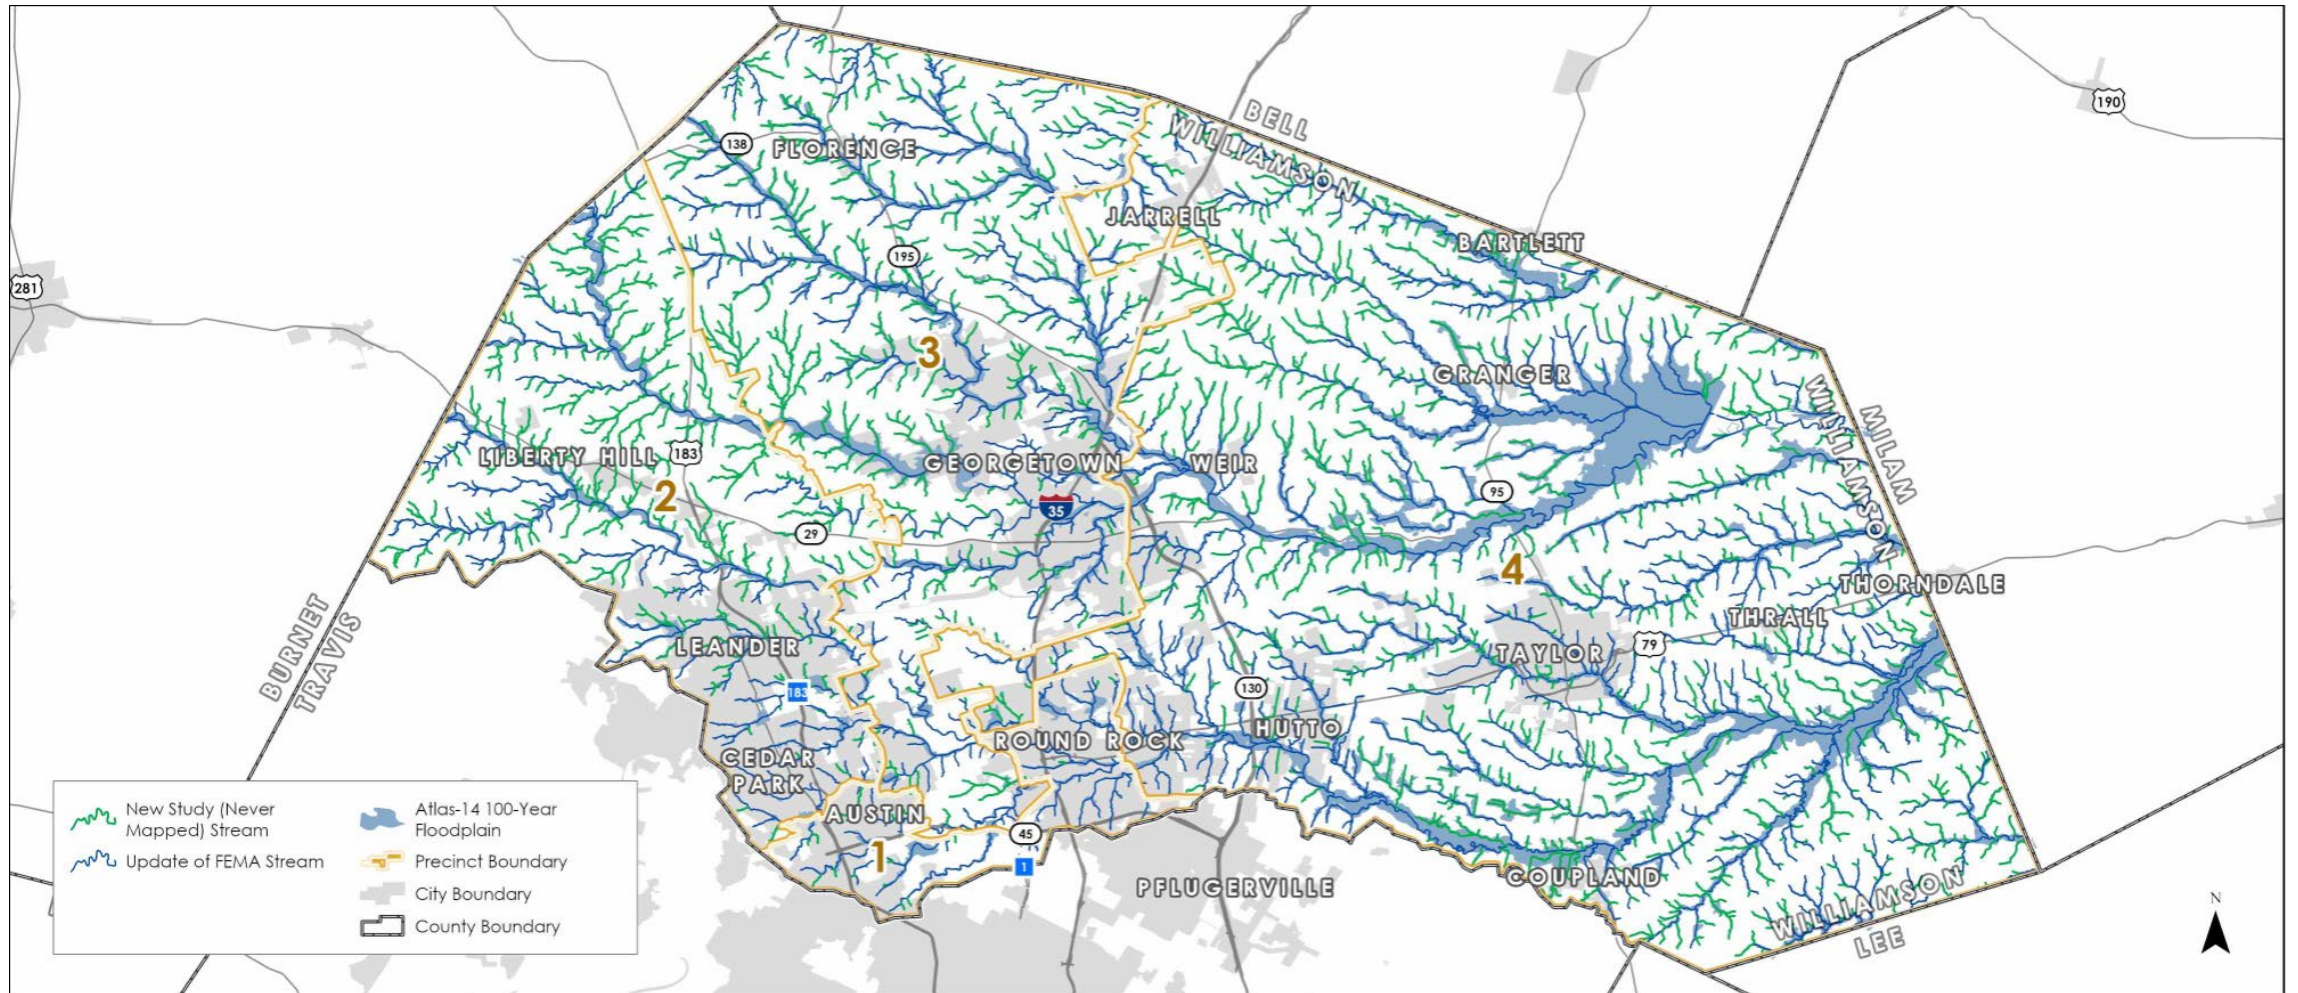 190
BELL
WILLIAMSON
138
FLORENCE
JARRELL
BARTLETT
195
281
3
GRANGER
MILAM
WILLIAMSON
LIBERTY HILL
183
GEORGETOWN
WEIR
2
95
35
29
4
THORNDALE
THRALL
BURNET
TRAVIS
LEANDER
TAYLOR
79
183
130
HUTTO
ROUND ROCK
CEDAR
PARK
AUSTIN
45
1
1
PFLUGERVILLE
COUPLAND
WILLIAMSON
LEE
N
New Study (Never
Mapped) Stream
Update of FEMA Stream
Atlas-14 100-Year
Floodplain
Precinct Boundary
City Boundary
County Boundary